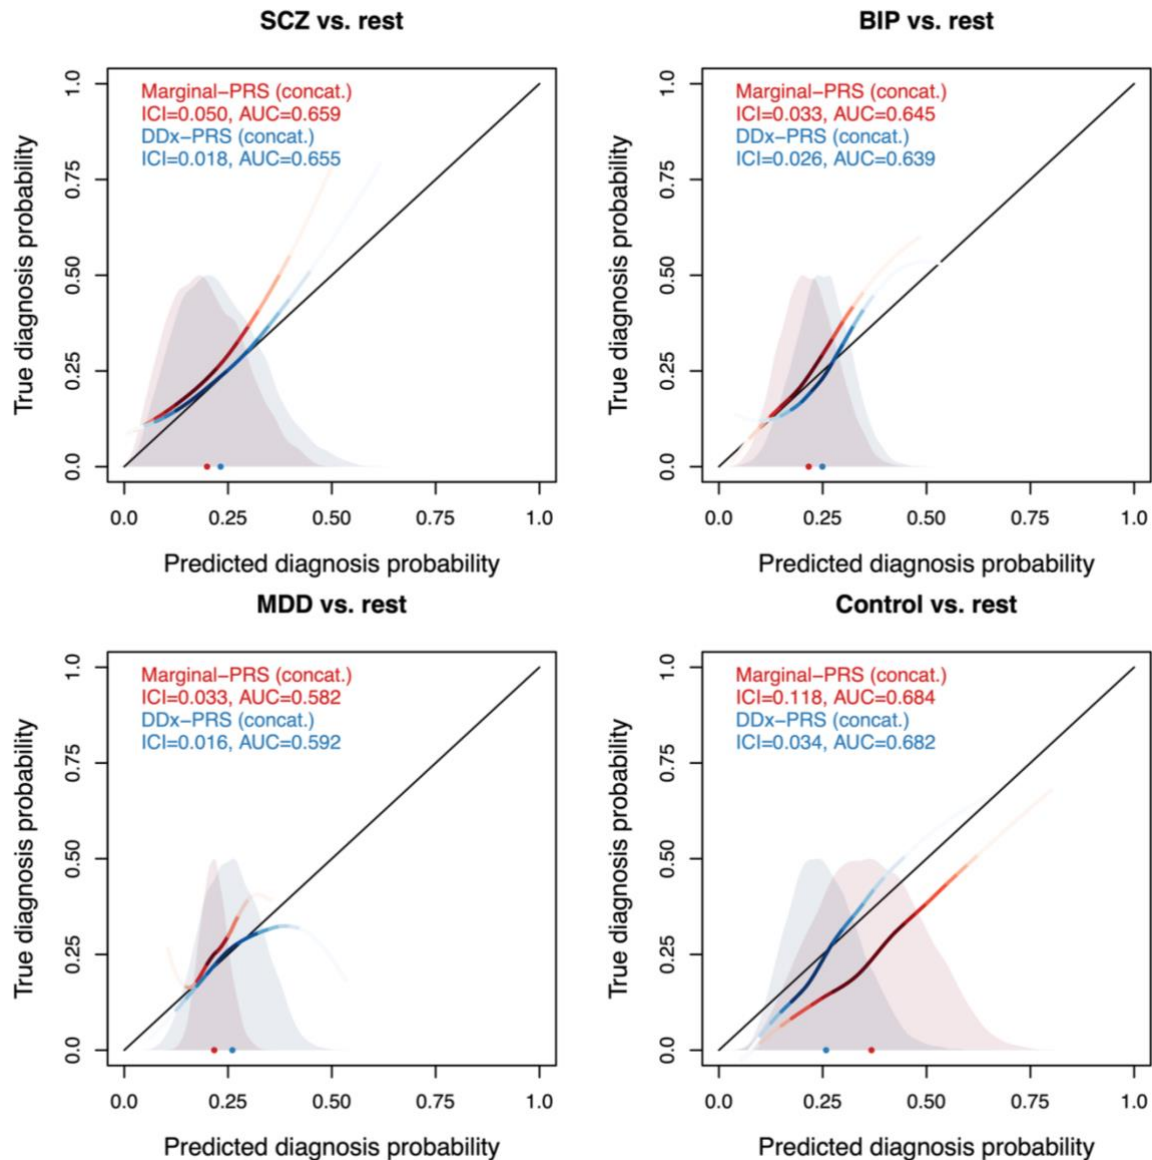 SCZ vs. rest
Marginal−PRS (concat.)
ICI=0.050, AUC=0.659
DDx−PRS (concat.)
ICI=0.018, AUC=0.655
True diagnosis probability
1.0
0.75
0.50
0.25
0.0
0.0 0.25 0.50 0.75 1.0
Predicted diagnosis probability
BIP vs. rest
Marginal−PRS (concat.)
ICI=0.033, AUC=0.645
DDx−PRS (concat.)
ICI=0.026, AUC=0.639
True diagnosis probability
1.0
0.75
0.50
0.25
0.0
0.0 0.25 0.50 0.75 1.0
Predicted diagnosis probability
MDD vs. rest
Marginal−PRS (concat.)
ICI=0.033, AUC=0.582
DDx−PRS (concat.)
ICI=0.016, AUC=0.592
True diagnosis probability
1.0
0.75
0.50
0.25
0.0
0.0 0.25 0.50 0.75 1.0
Predicted diagnosis probability
Control vs. rest
Marginal−PRS (concat.)
ICI=0.118, AUC=0.684
DDx−PRS (concat.)
ICI=0.034, AUC=0.682
True diagnosis probability
1.0
0.75
0.50
0.25
0.0
0.0 0.25 0.50 0.75 1.0
Predicted diagnosis probability